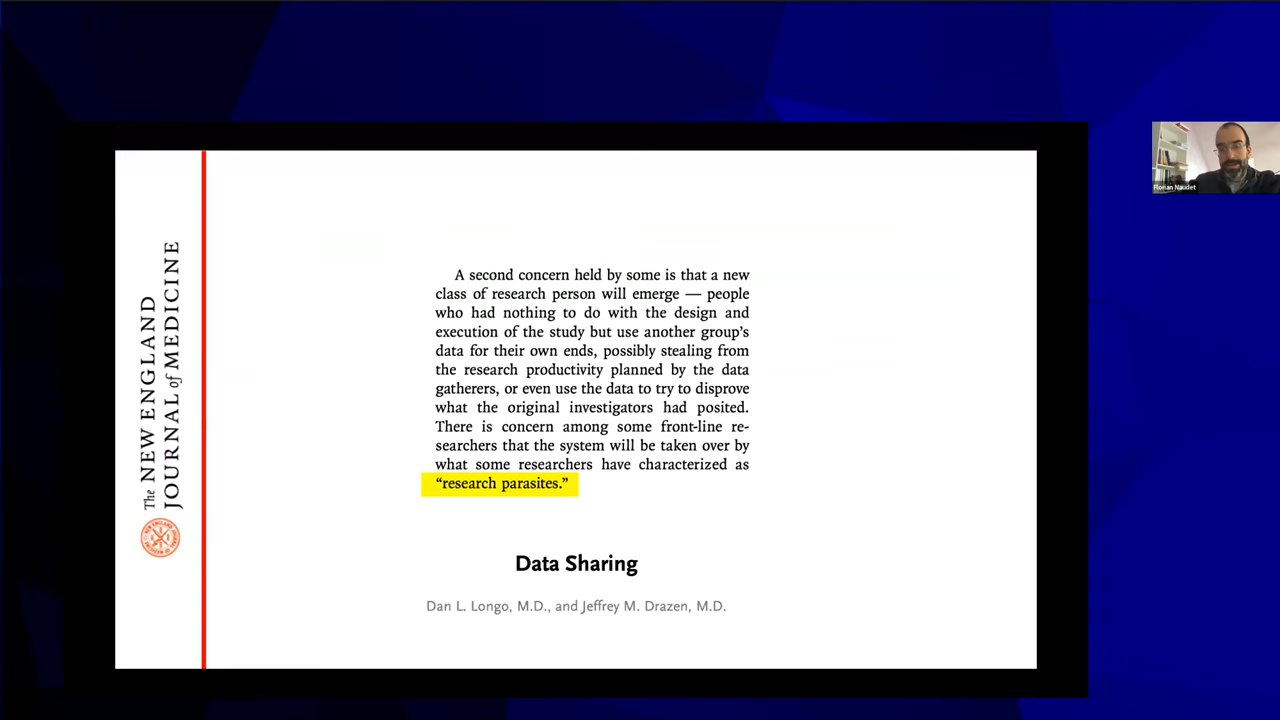 The NEW ENGLAND
JOURNAL of MEDICINE
A second concern held by some is that a new
class of research person will emerge — people
who had nothing to do with the design and
execution of the study but use another group’s
data for their own ends, possibly stealing from
the research productivity planned by the data
gatherers, or even use the data to try to disprove
what the original investigators had posited.
There is concern among some front-line re-
searchers that the system will be taken over by
what some researchers have characterized as
“research parasites.”
Data Sharing
Dan L. Longo, M.D., and Jeffrey M. Drazen, M.D.
Florian Naudet